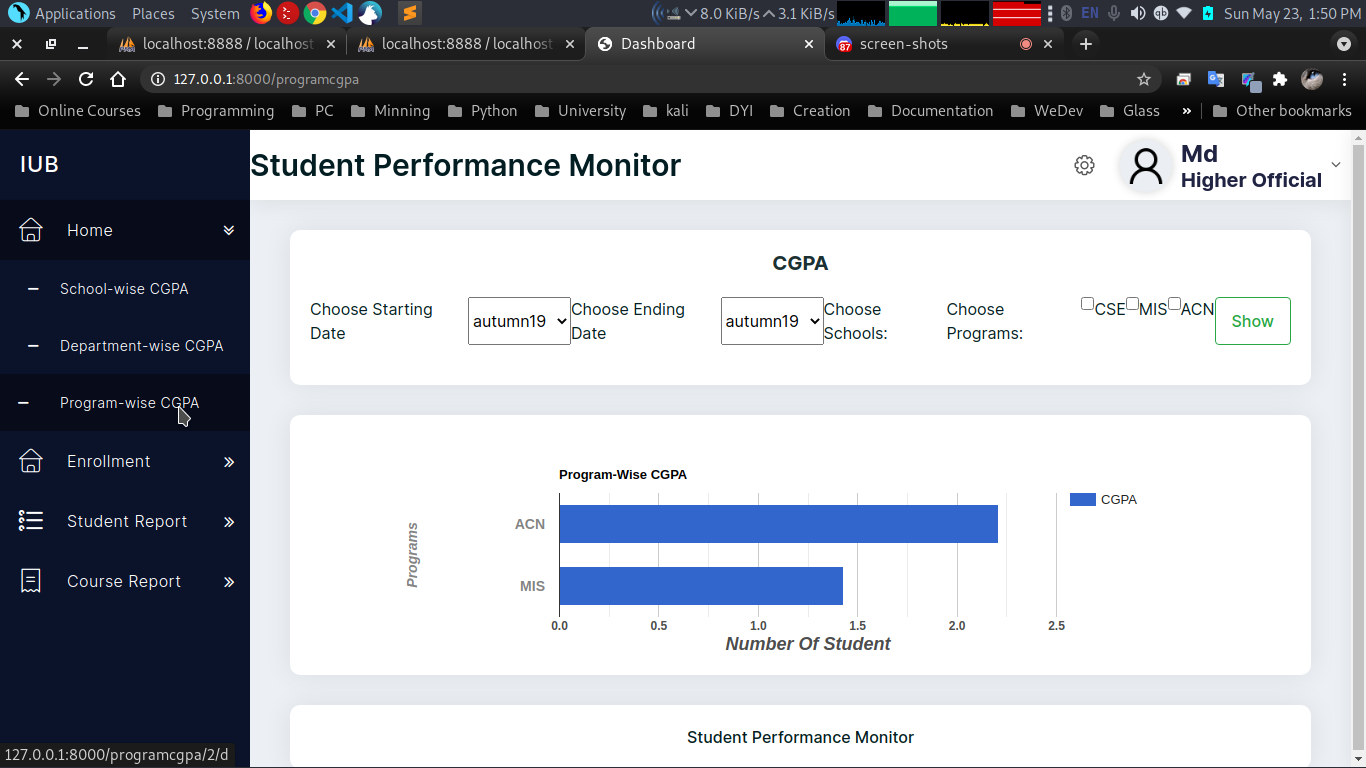 Applications Places System 8.0 KiB/s 3.1 KiB/s EN Sun May 23, 1:50 PM
localhost:8888 / localhost localhost:8888 / localhost Dashboard 87 screen-shots
127.0.0.1:8000/programcgpa
Online Courses Programming PC Minning Python University kali DYI Creation Documentation WeDev Glass » Other bookmarks
IUB
Student Performance Monitor
Md
Higher Official
Home
School-wise CGPA
Department-wise CGPA
Program-wise CGPA
Enrollment
Student Report
Course Report
CGPA
Choose Starting Date autumn19 Choose Ending Date autumn19 Choose Schools: Choose Programs: CSE MIS ACN Show
Program-Wise CGPA
CGPA
Programs
ACN
MIS
0.0 0.5 1.0 1.5 2.0 2.5
Number Of Student
Student Performance Monitor
127.0.0.1:8000/programcgpa/2/d